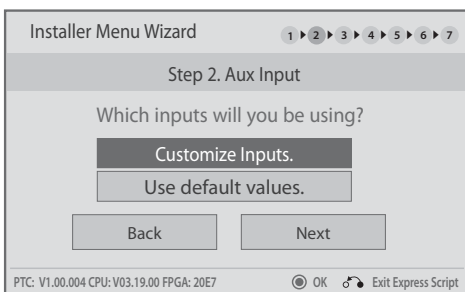 Installer Menu Wizard 1 2 3 4 5 6 7
Step 2. Aux Input
Which inputs will you be using?
Customize Inputs.
Use default values.
Back Next
PTC: V1.00.004 CPU: V03.19.00 FPGA: 20E7 OK Exit Express Script